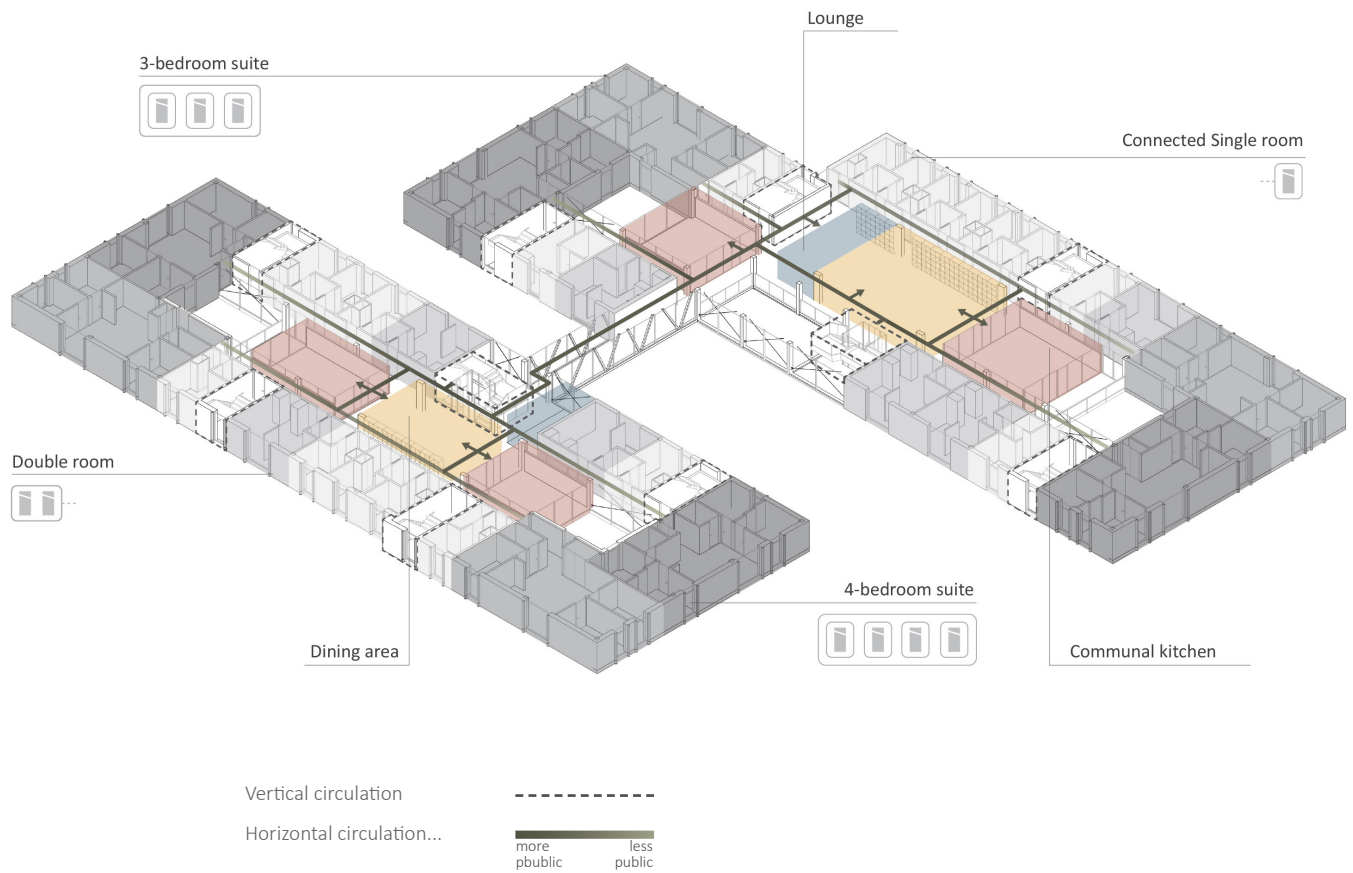 Lounge
3-bedroom suite
Connected Single room
Double room
4-bedroom suite
Dining area
Communal kitchen
Vertical circulation
Horizontal circulation...
more less
pbublic public